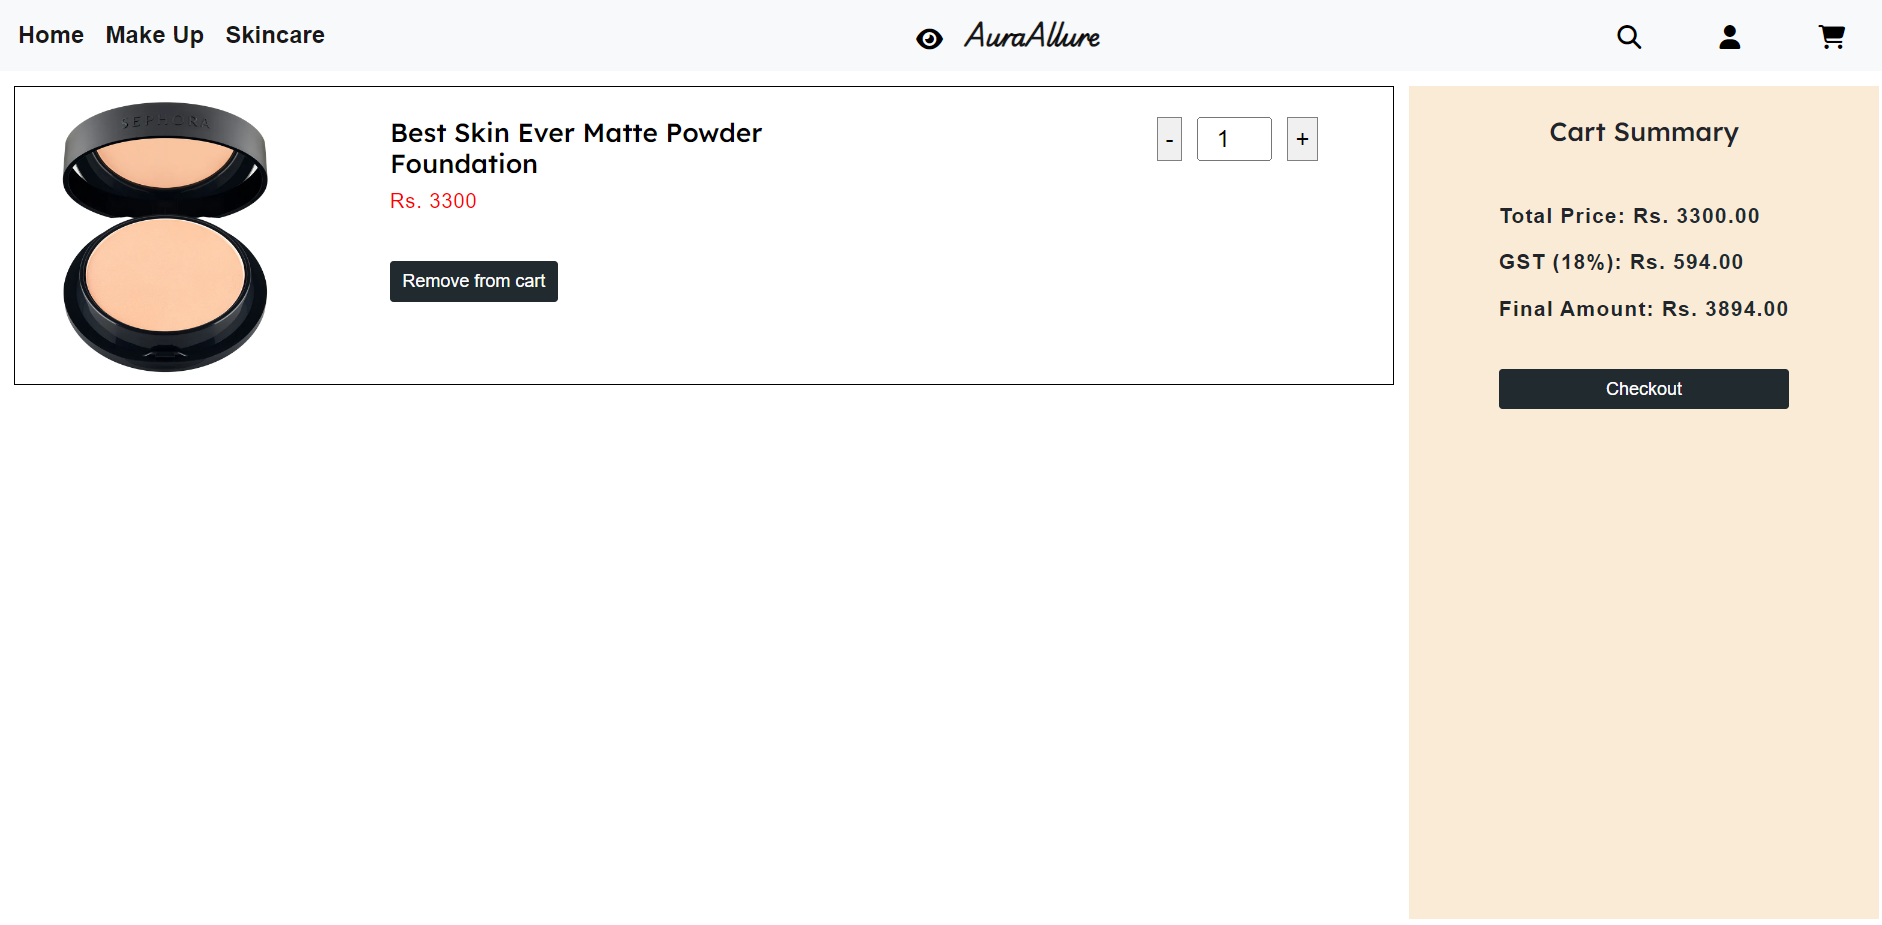 Home Make Up Skincare AuraAllure
SEPHORA
Best Skin Ever Matte Powder
Foundation
Rs. 3300
Remove from cart
- 1 +
Cart Summary
Total Price: Rs. 3300.00
GST (18%): Rs. 594.00
Final Amount: Rs. 3894.00
Checkout